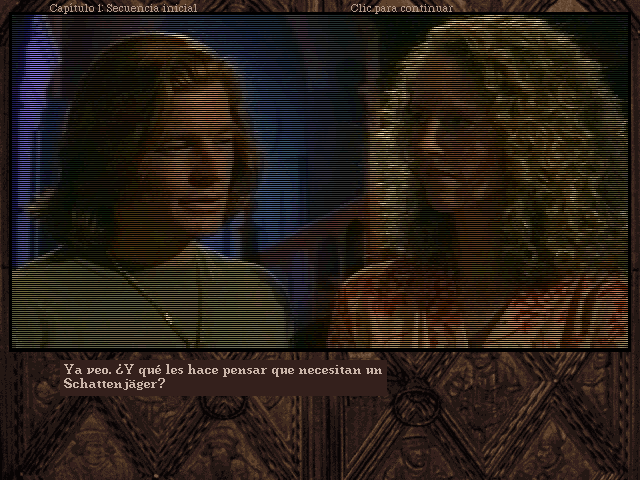 Capítulo 1: Secuencia inicial
Clic para continuar
Ya veo. ¿Y qué les hace pensar que necesitan un
Schattenjäger?